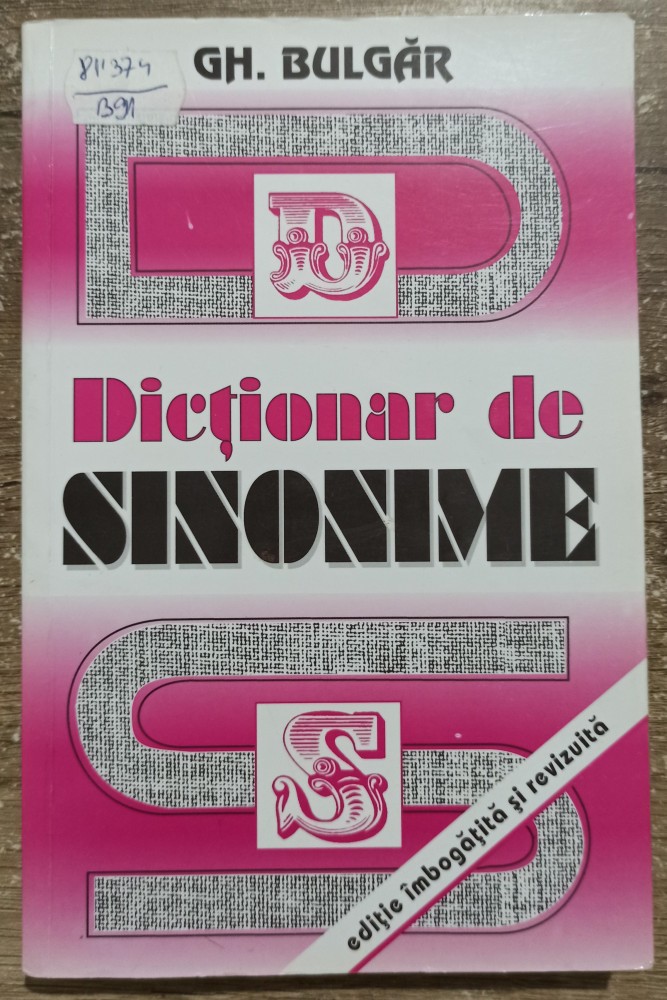 811374
B91
GH. BULGĂR
D
Dicționar de
SINONIME
S
ediție îmbogățită și revizuită